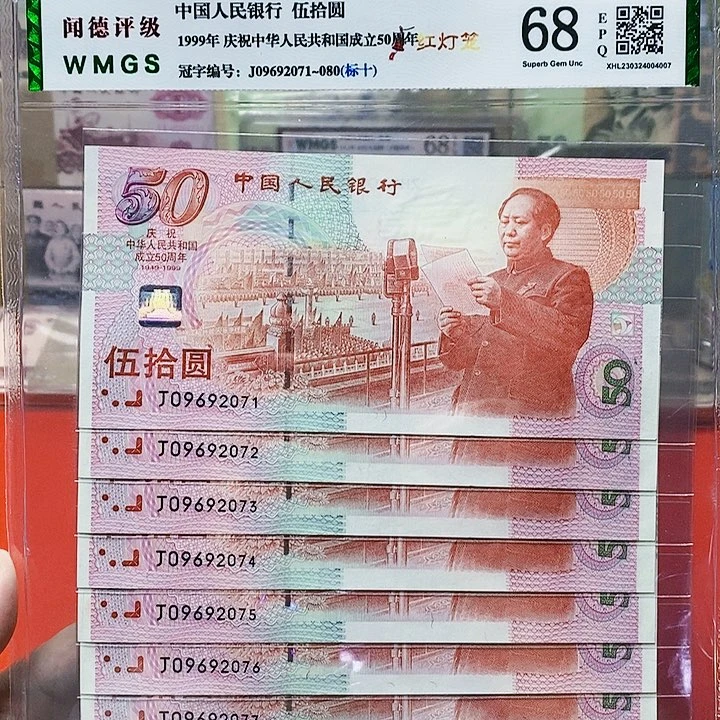 闻德评级
WMGS
中国人民银行 伍拾圆
1999年 庆祝中华人民共和国成立50周年 红灯笼
冠字编号：J09692071~080(标十)
68
Superb Gem Unc
EPQ
XHL230324004007
WMGS
68
50
中国人民银行
庆祝
中华人民共和国
成立50周年
1949-1999
伍拾圆
50
J09692071
J09692072
J09692073
J09692074
J09692075
J09692076